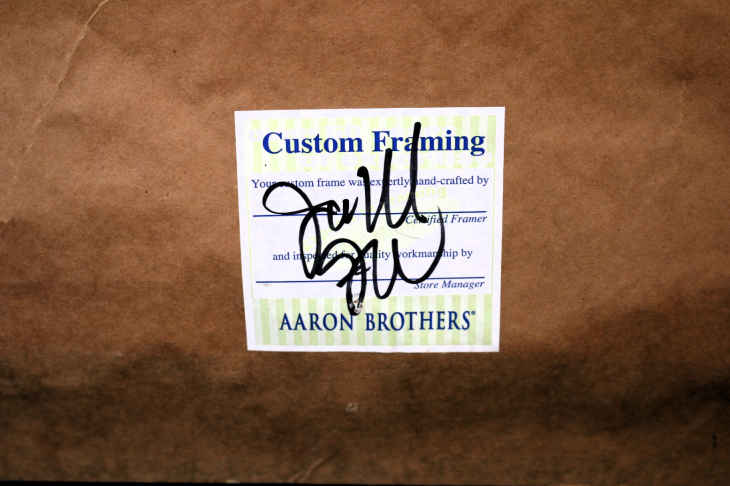 Custom Framing
Your custom frame was expertly hand-crafted by
Certified Framer
and inspected for quality workmanship by
Store Manager
AARON BROTHERS®